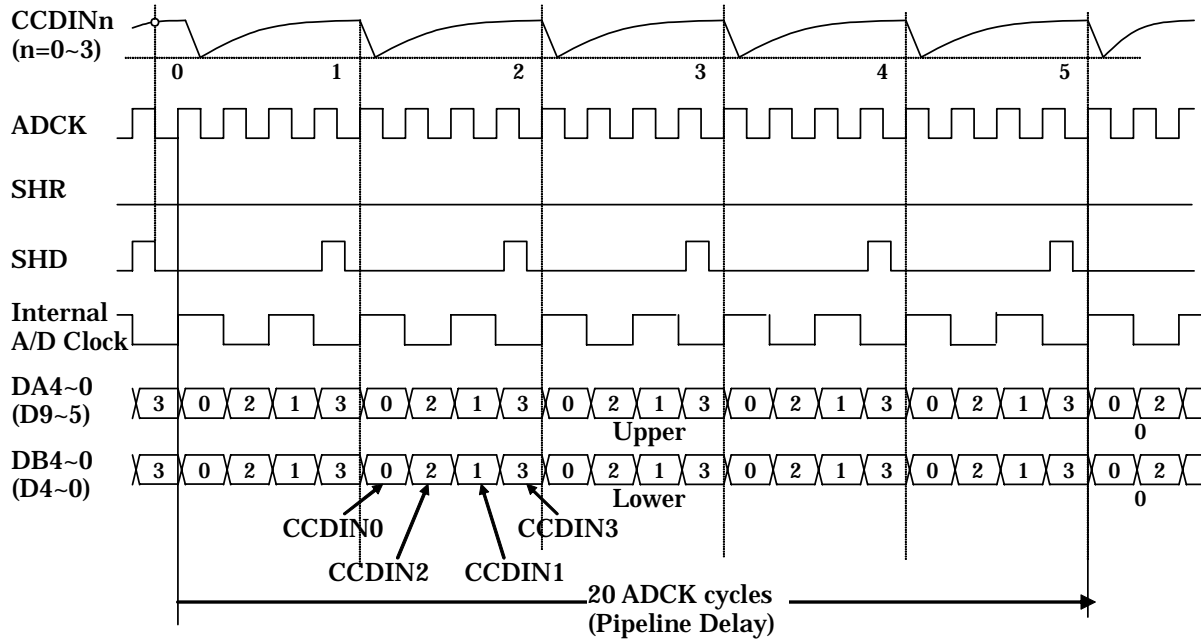 CCDINn
(n=0~3)
0 1 2 3 4 5
ADCK
SHR
SHD
Internal
A/D Clock
DA4~0
(D9~5)
3 0 2 1 3 0 2 1 3 0 2 1 3 0 2 1 3 0 2 1 3 0 2
Upper 0
DB4~0
(D4~0)
3 0 2 1 3 0 2 1 3 0 2 1 3 0 2 1 3 0 2 1 3 0 2
Lower 0
CCDIN0 CCDIN3
CCDIN2 CCDIN1
20 ADCK cycles
(Pipeline Delay)